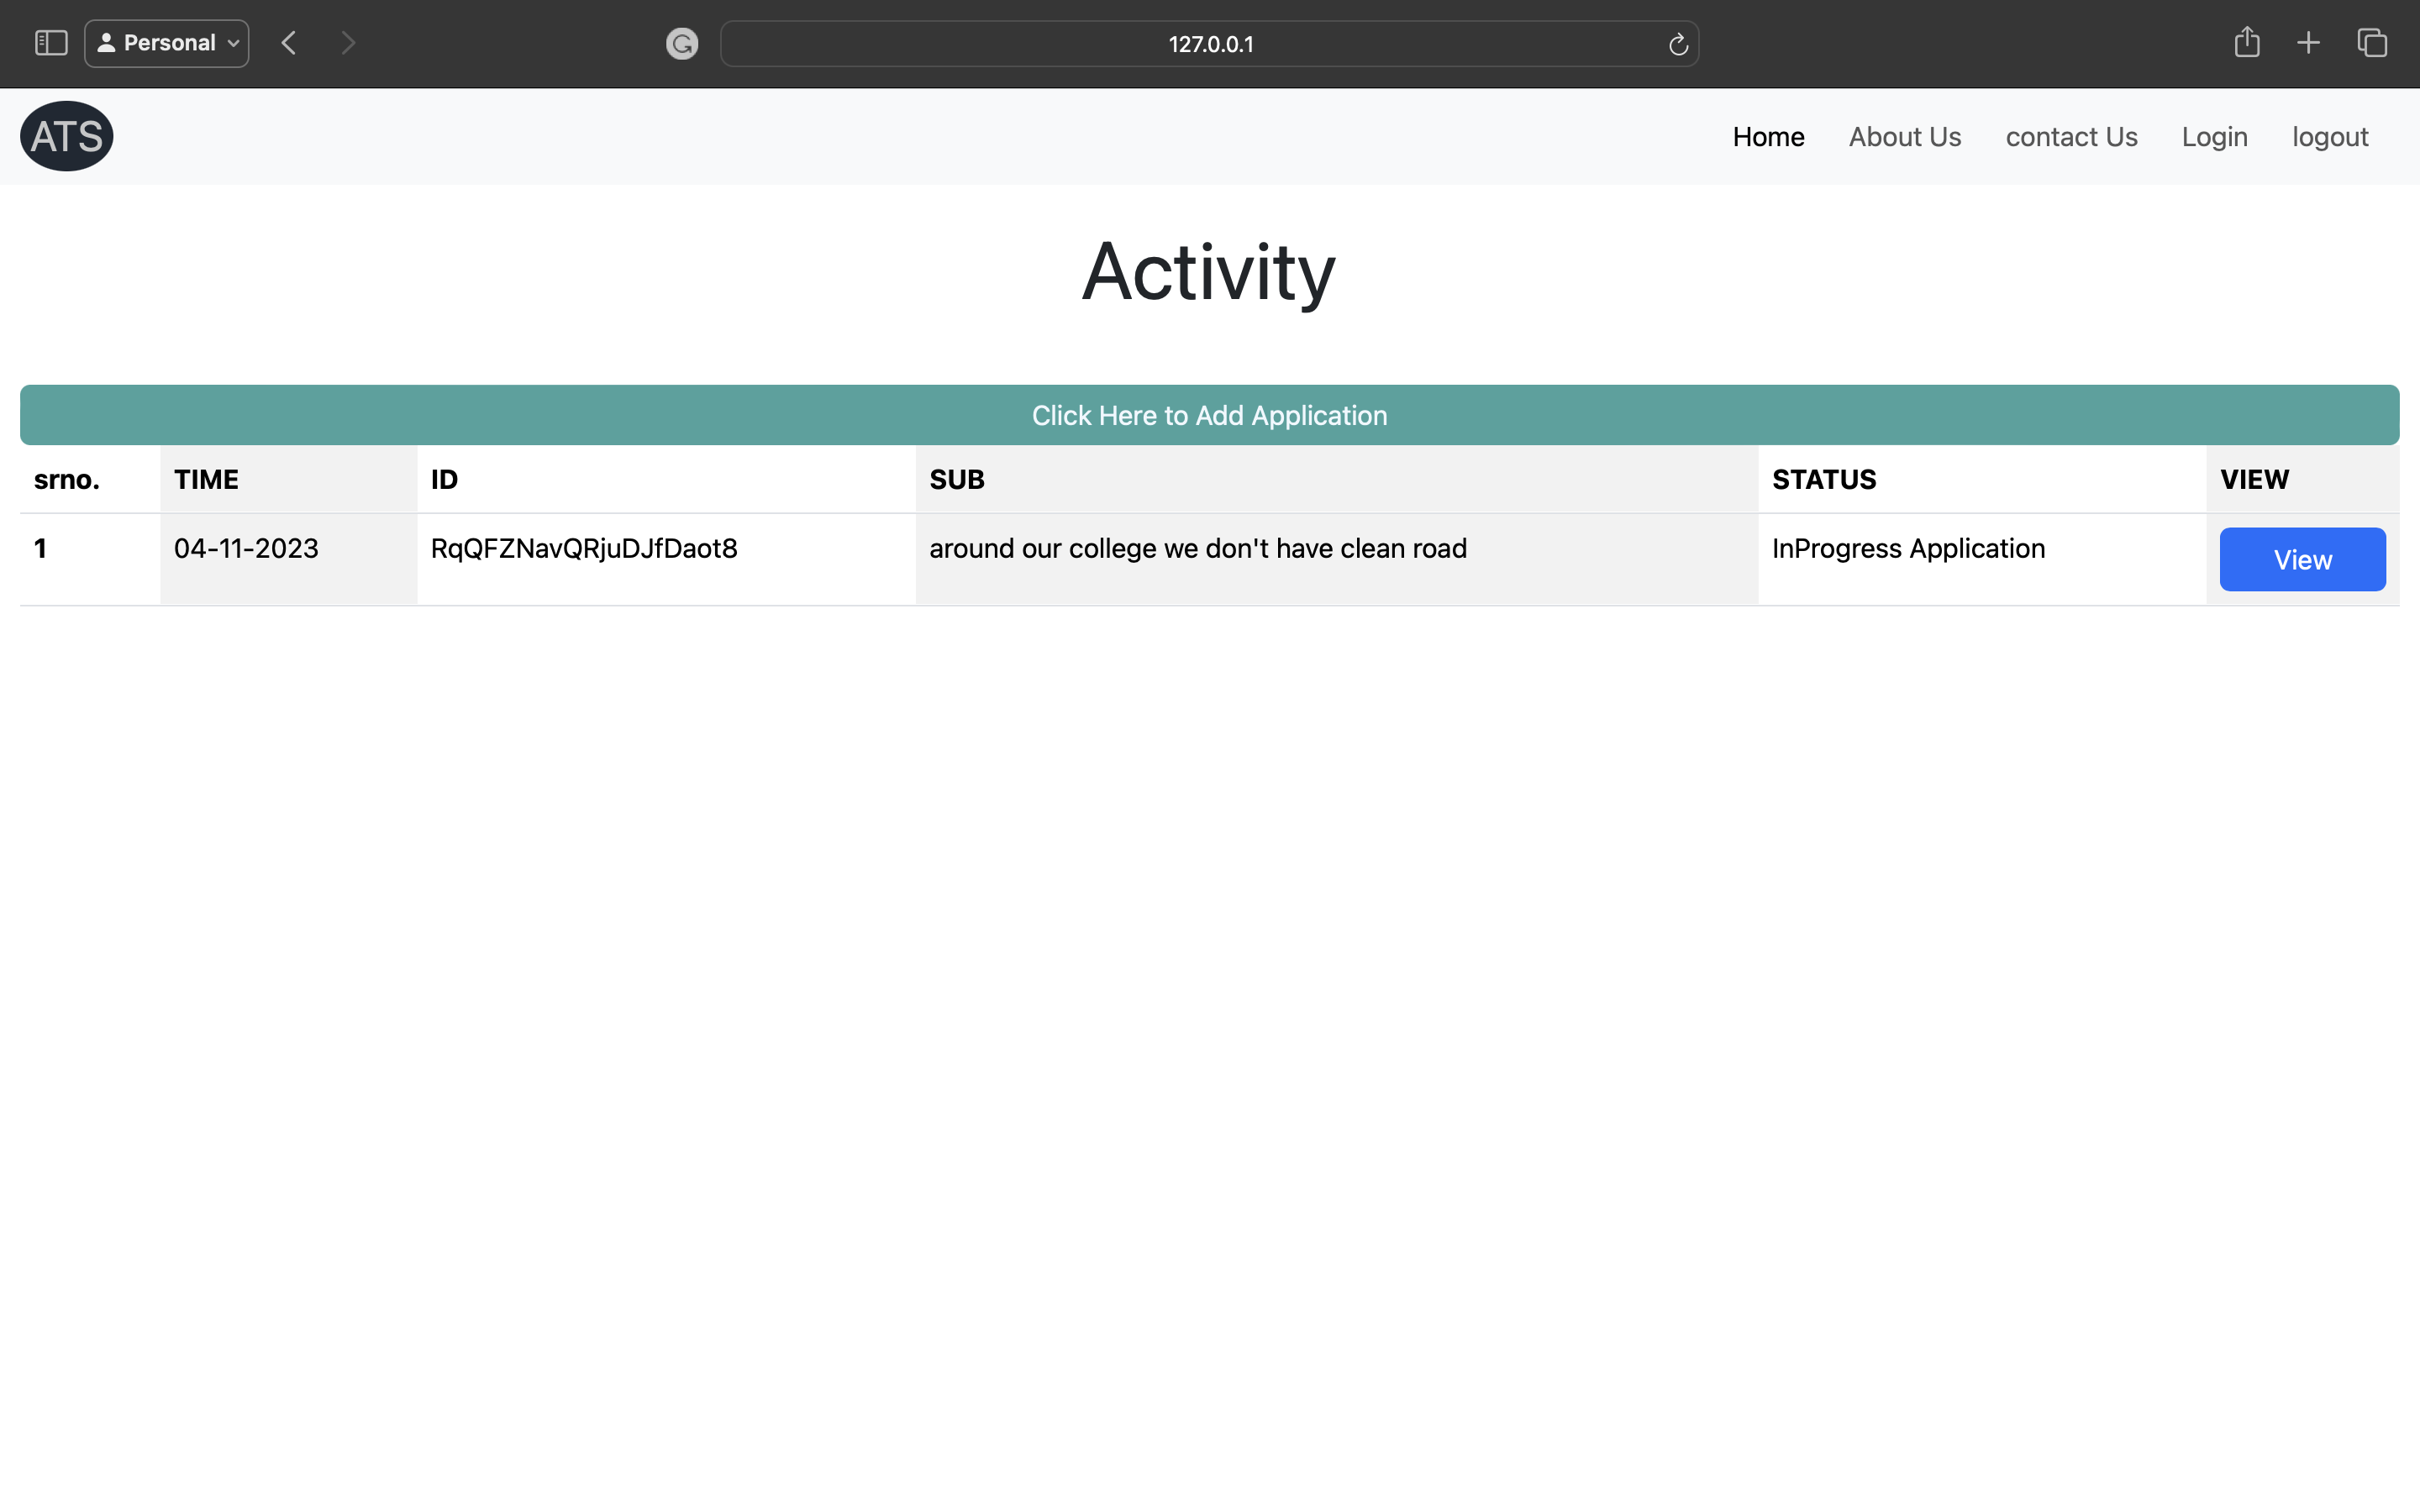 Personal
127.0.0.1
ATS Home About Us contact Us Login logout
Activity
Click Here to Add Application
srno. TIME ID SUB STATUS VIEW
1 04-11-2023 RqQFZNavQRjuDJfDaot8 around our college we don't have clean road InProgress Application View